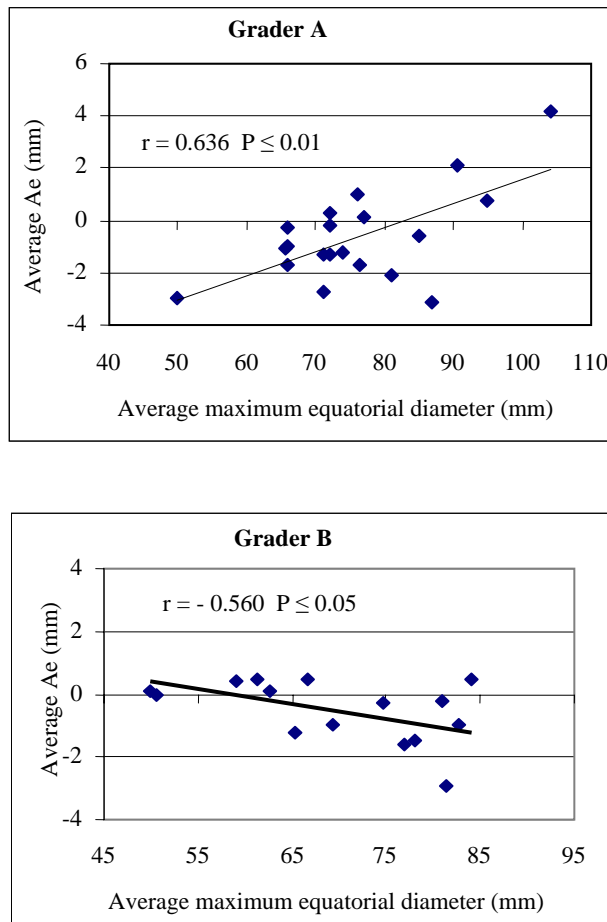 Grader A
6
4
2
0
-2
-4
r = 0.636 P ≤ 0.01
Average Ae (mm)
40 50 60 70 80 90 100 110
Average maximum equatorial diameter (mm)
Grader B
4
2
0
-2
-4
r = - 0.560 P ≤ 0.05
Average Ae (mm)
45 55 65 75 85 95
Average maximum equatorial diameter (mm)